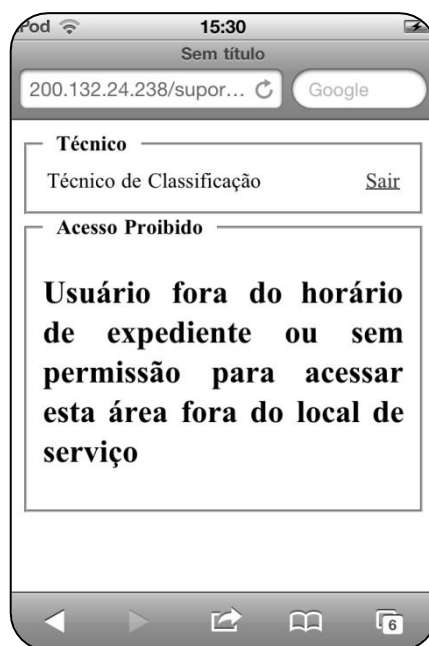 Pod 15:30
Sem título
200.132.24.238/supor... Google
Técnico
Técnico de Classificação Sair
Acesso Proibido
Usuário fora do horário
de expediente ou sem
permissão para acessar
esta área fora do local de
serviço
6